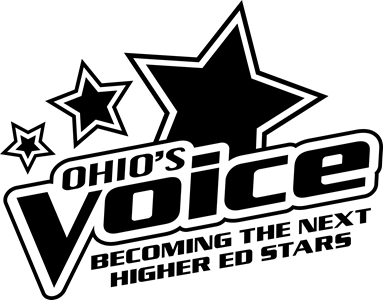 OHIO'S
Voice
BECOMING THE NEXT
HIGHER ED STARS